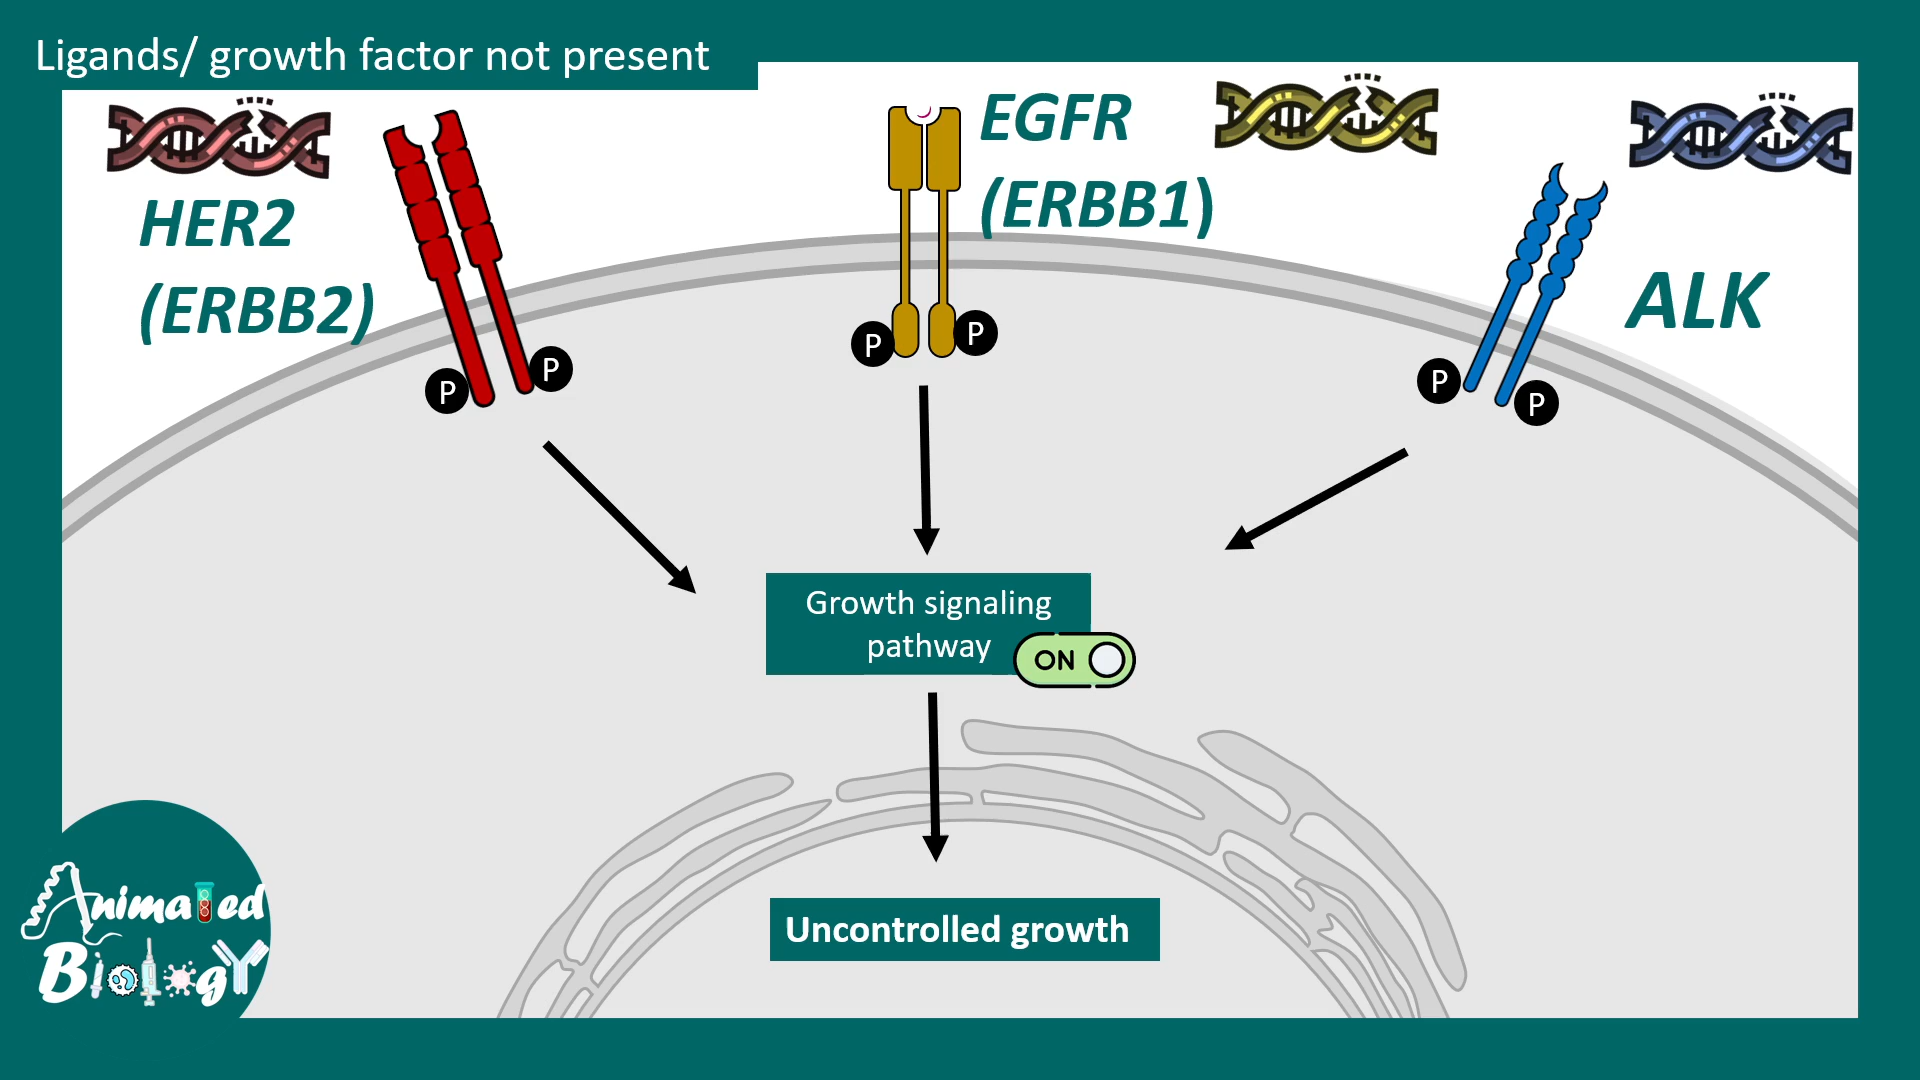 Ligands/ growth factor not present
HER2
(ERBB2)
EGFR
(ERBB1)
ALK
P
P
P
P
P
P
Growth signaling
pathway
ON
Uncontrolled growth
Animated
Biology